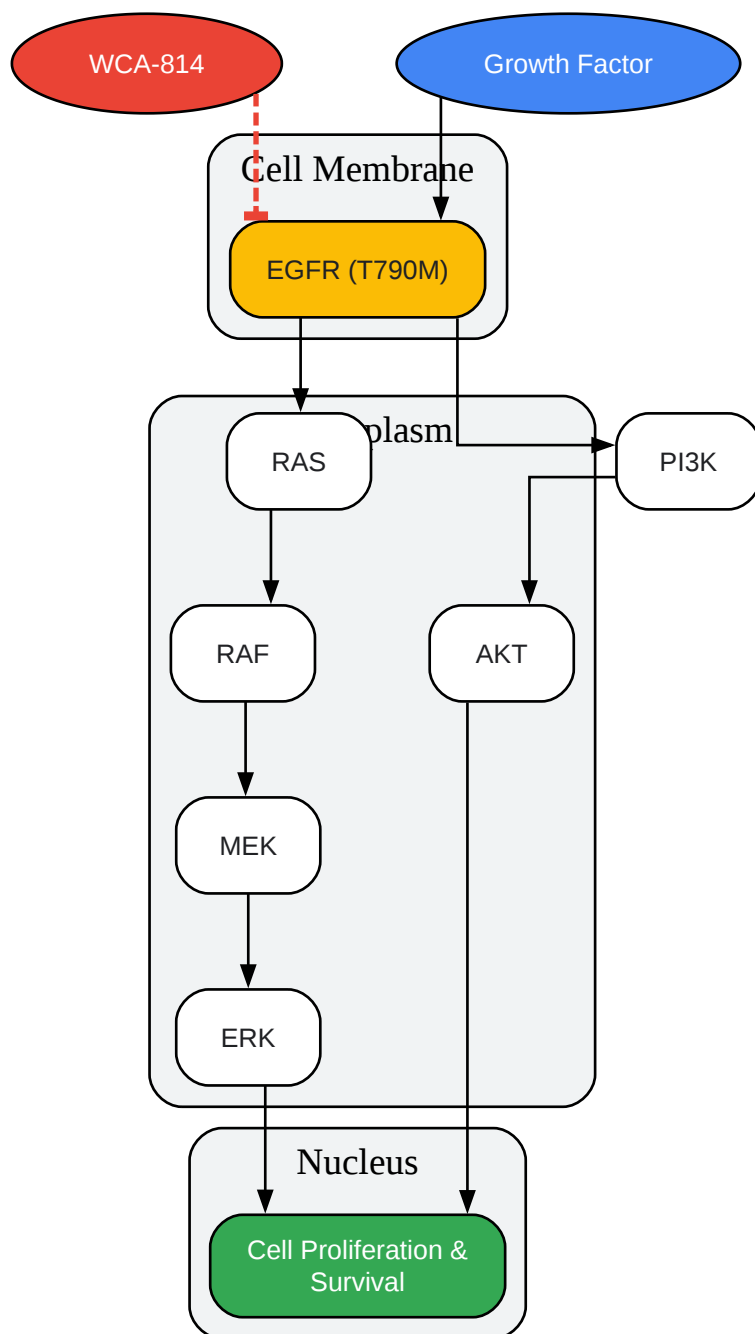 WCA-814
Growth Factor
Cell Membrane
EGFR (T790M)
plasm
RAS
PI3K
RAF
AKT
MEK
ERK
Nucleus
Cell Proliferation &
Survival